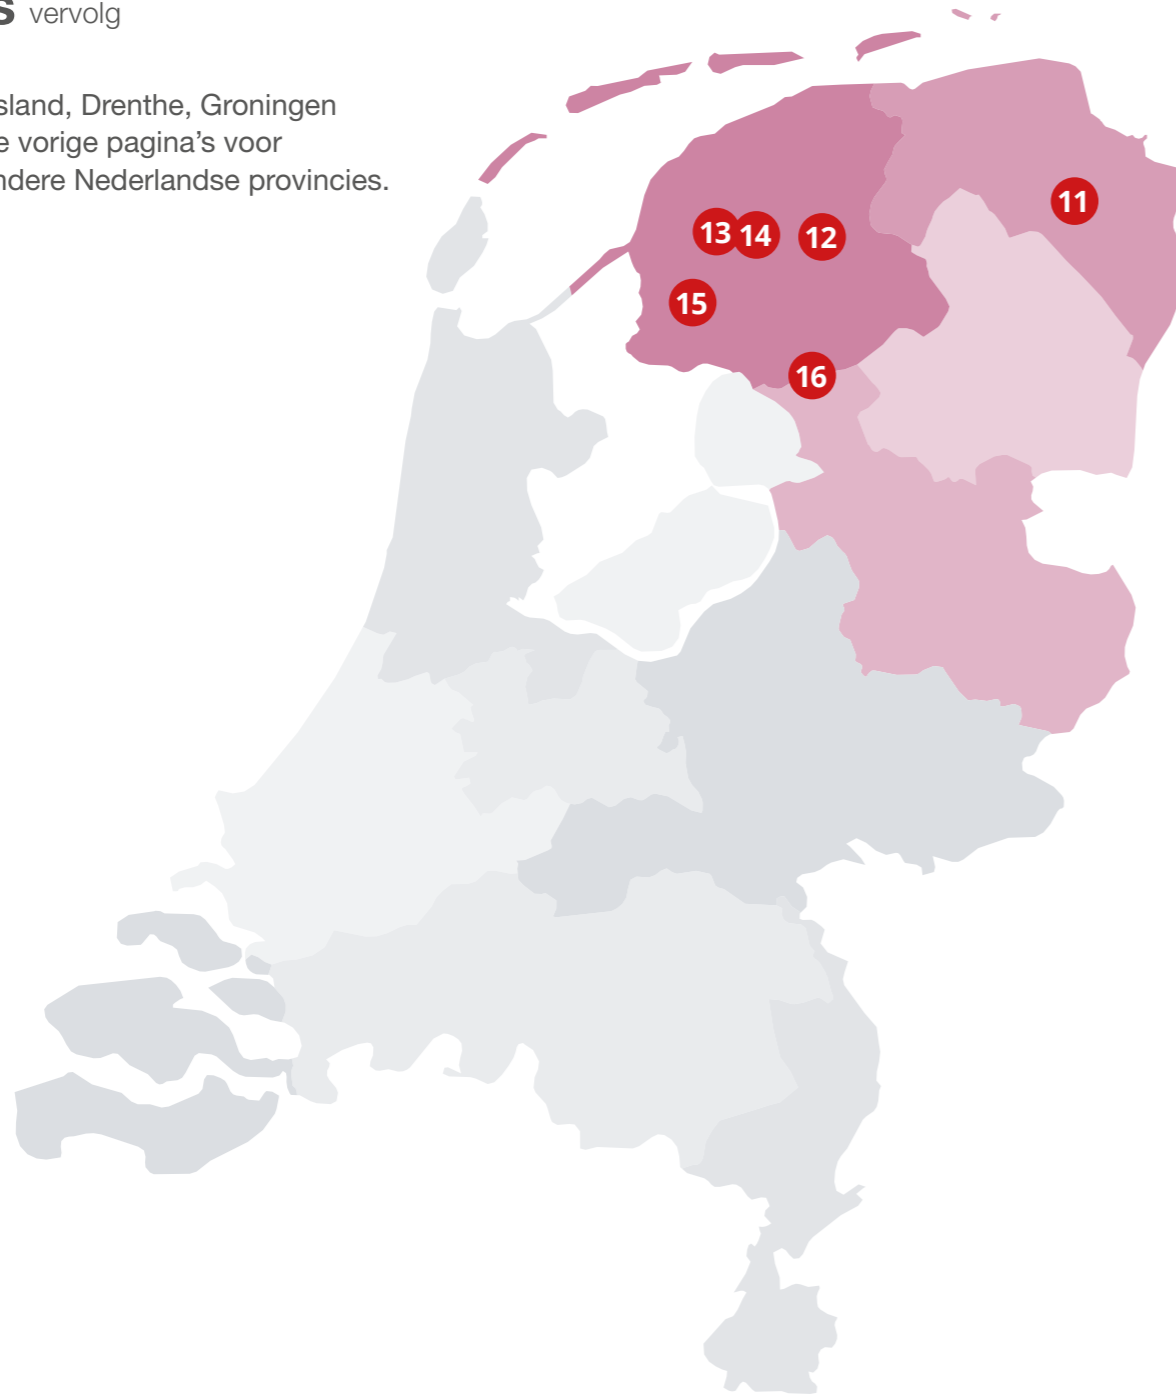 s vervolg
sland, Drenthe, Groningen
e vorige pagina's voor
ndere Nederlandse provincies.
11
13 14 12
15
16